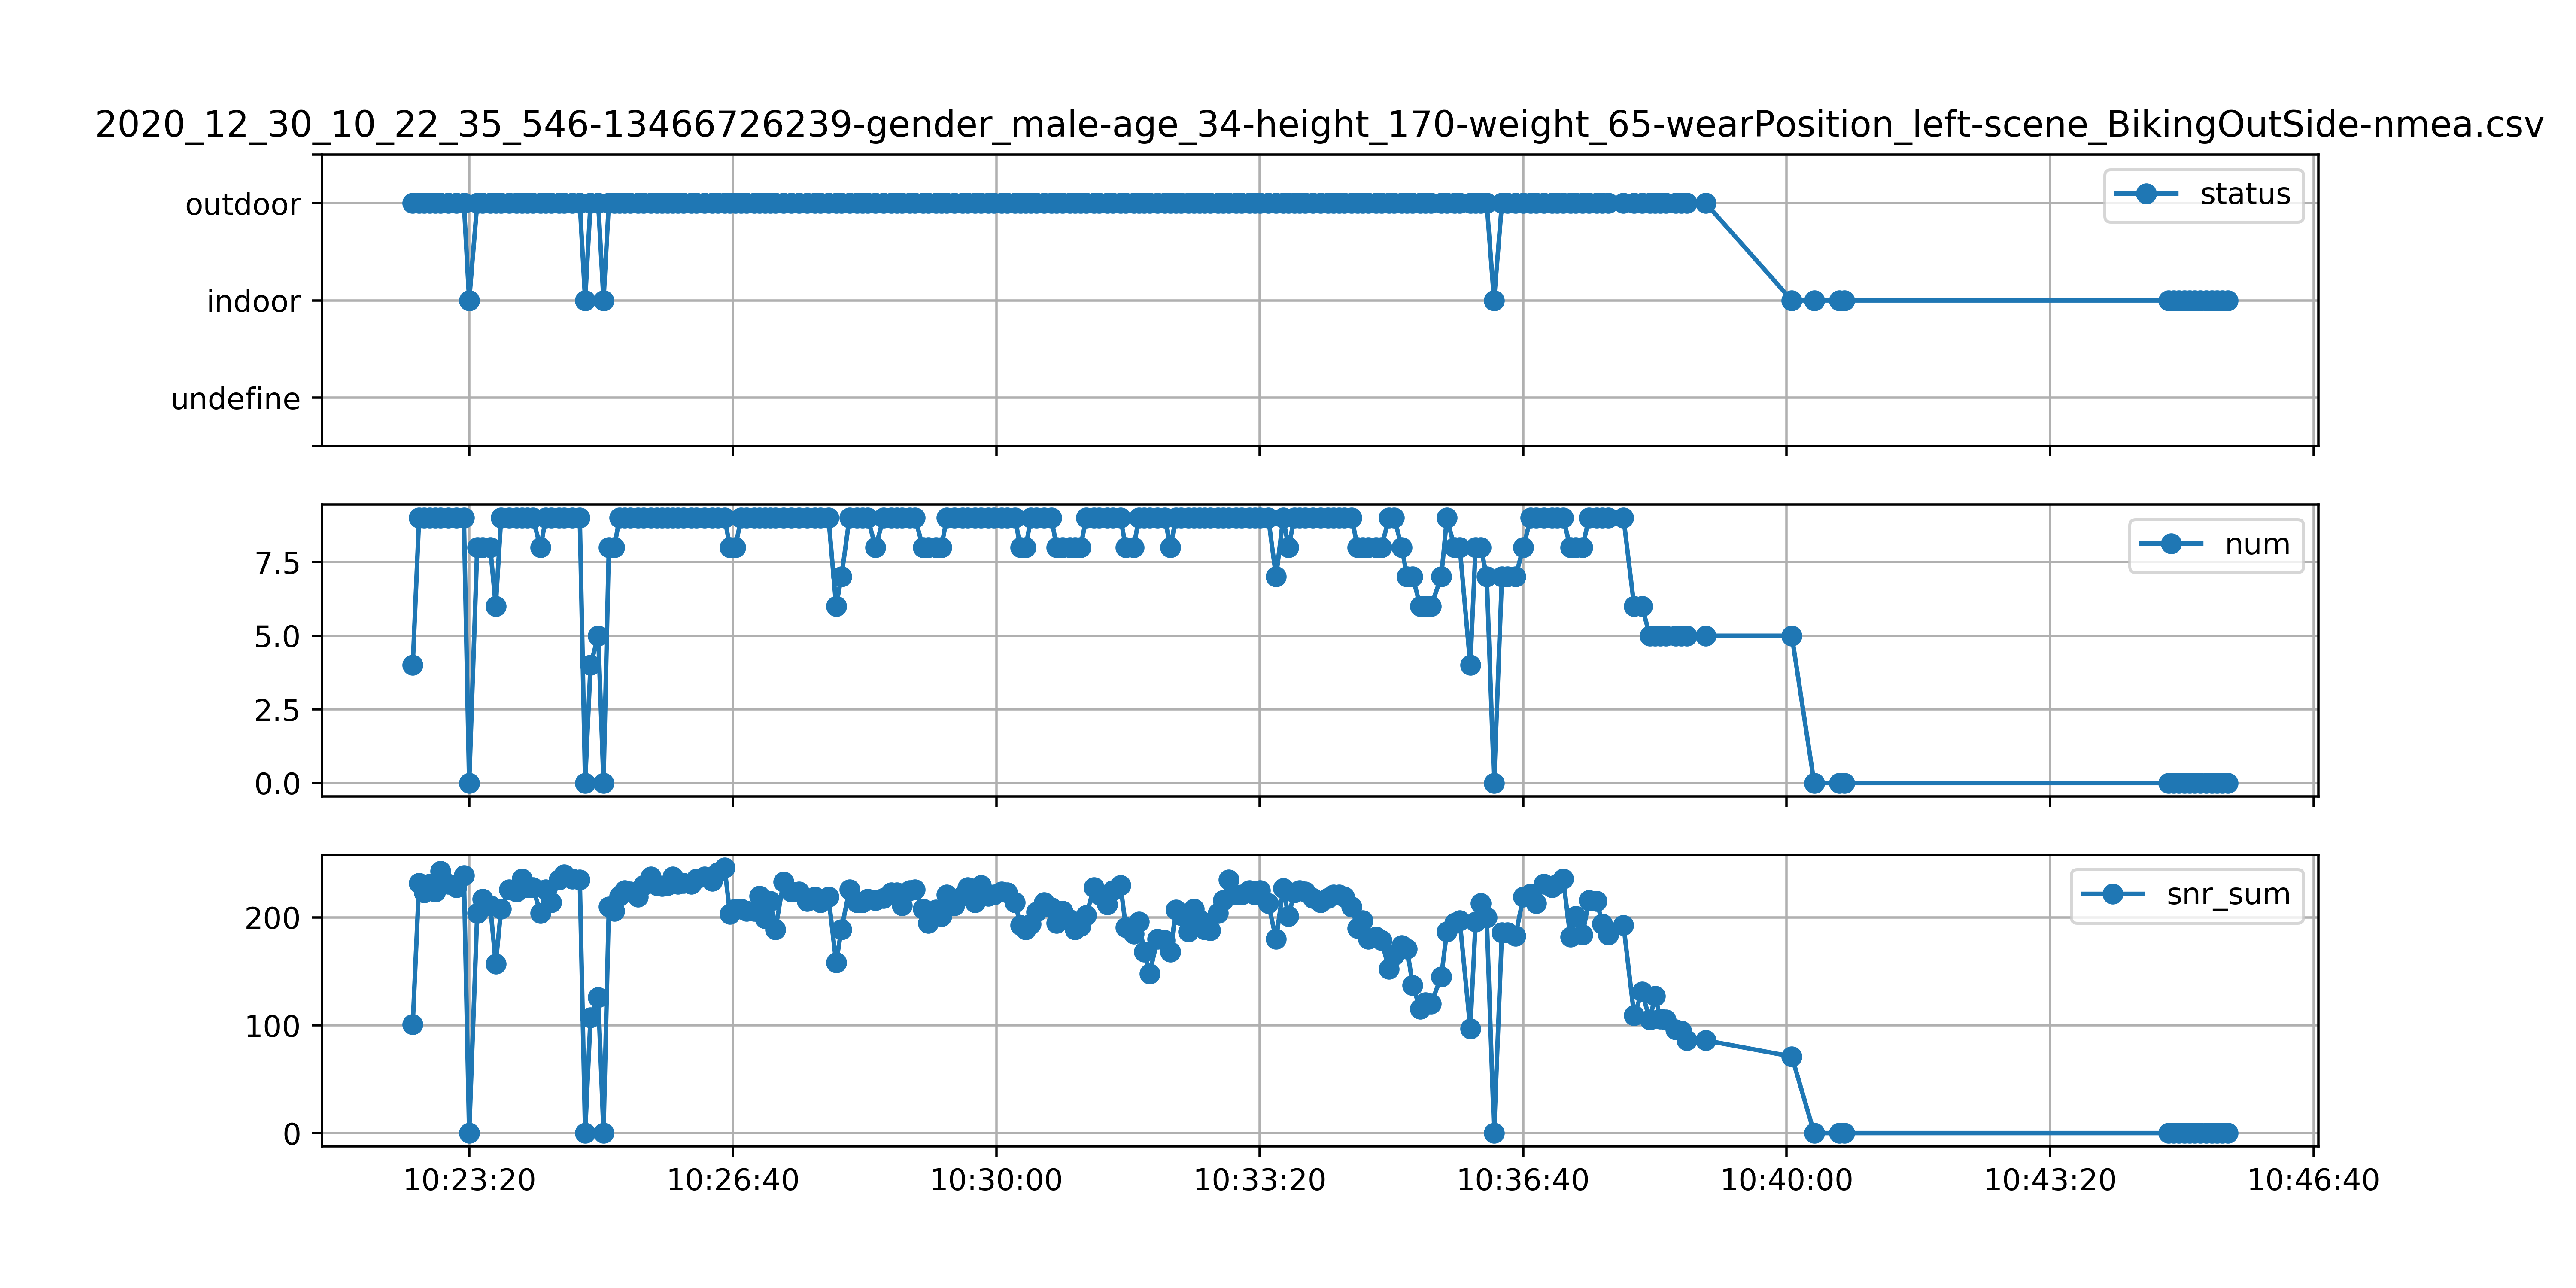 2020_12_30_10_22_35_546-13466726239-gender_male-age_34-height_170-weight_65-wearPosition_left-scene_BikingOutSide-nmea.csv
outdoor
indoor
undefine
status
7.5
5.0
2.5
0.0
num
200
100
0
snr_sum
10:23:20 10:26:40 10:30:00 10:33:20 10:36:40 10:40:00 10:43:20 10:46:40